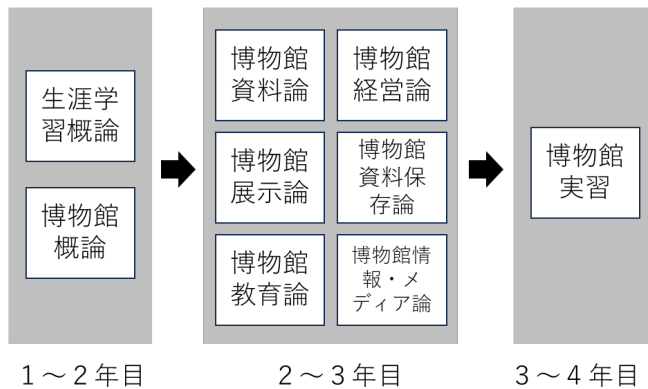 生涯学
習概論
博物館
概論
1～2年目
博物館
資料論
博物館
経営論
博物館
展示論
博物館
資料保
存論
博物館
教育論
博物館情
報・メ
ディア論
2～3年目
博物館
実習
3～4年目